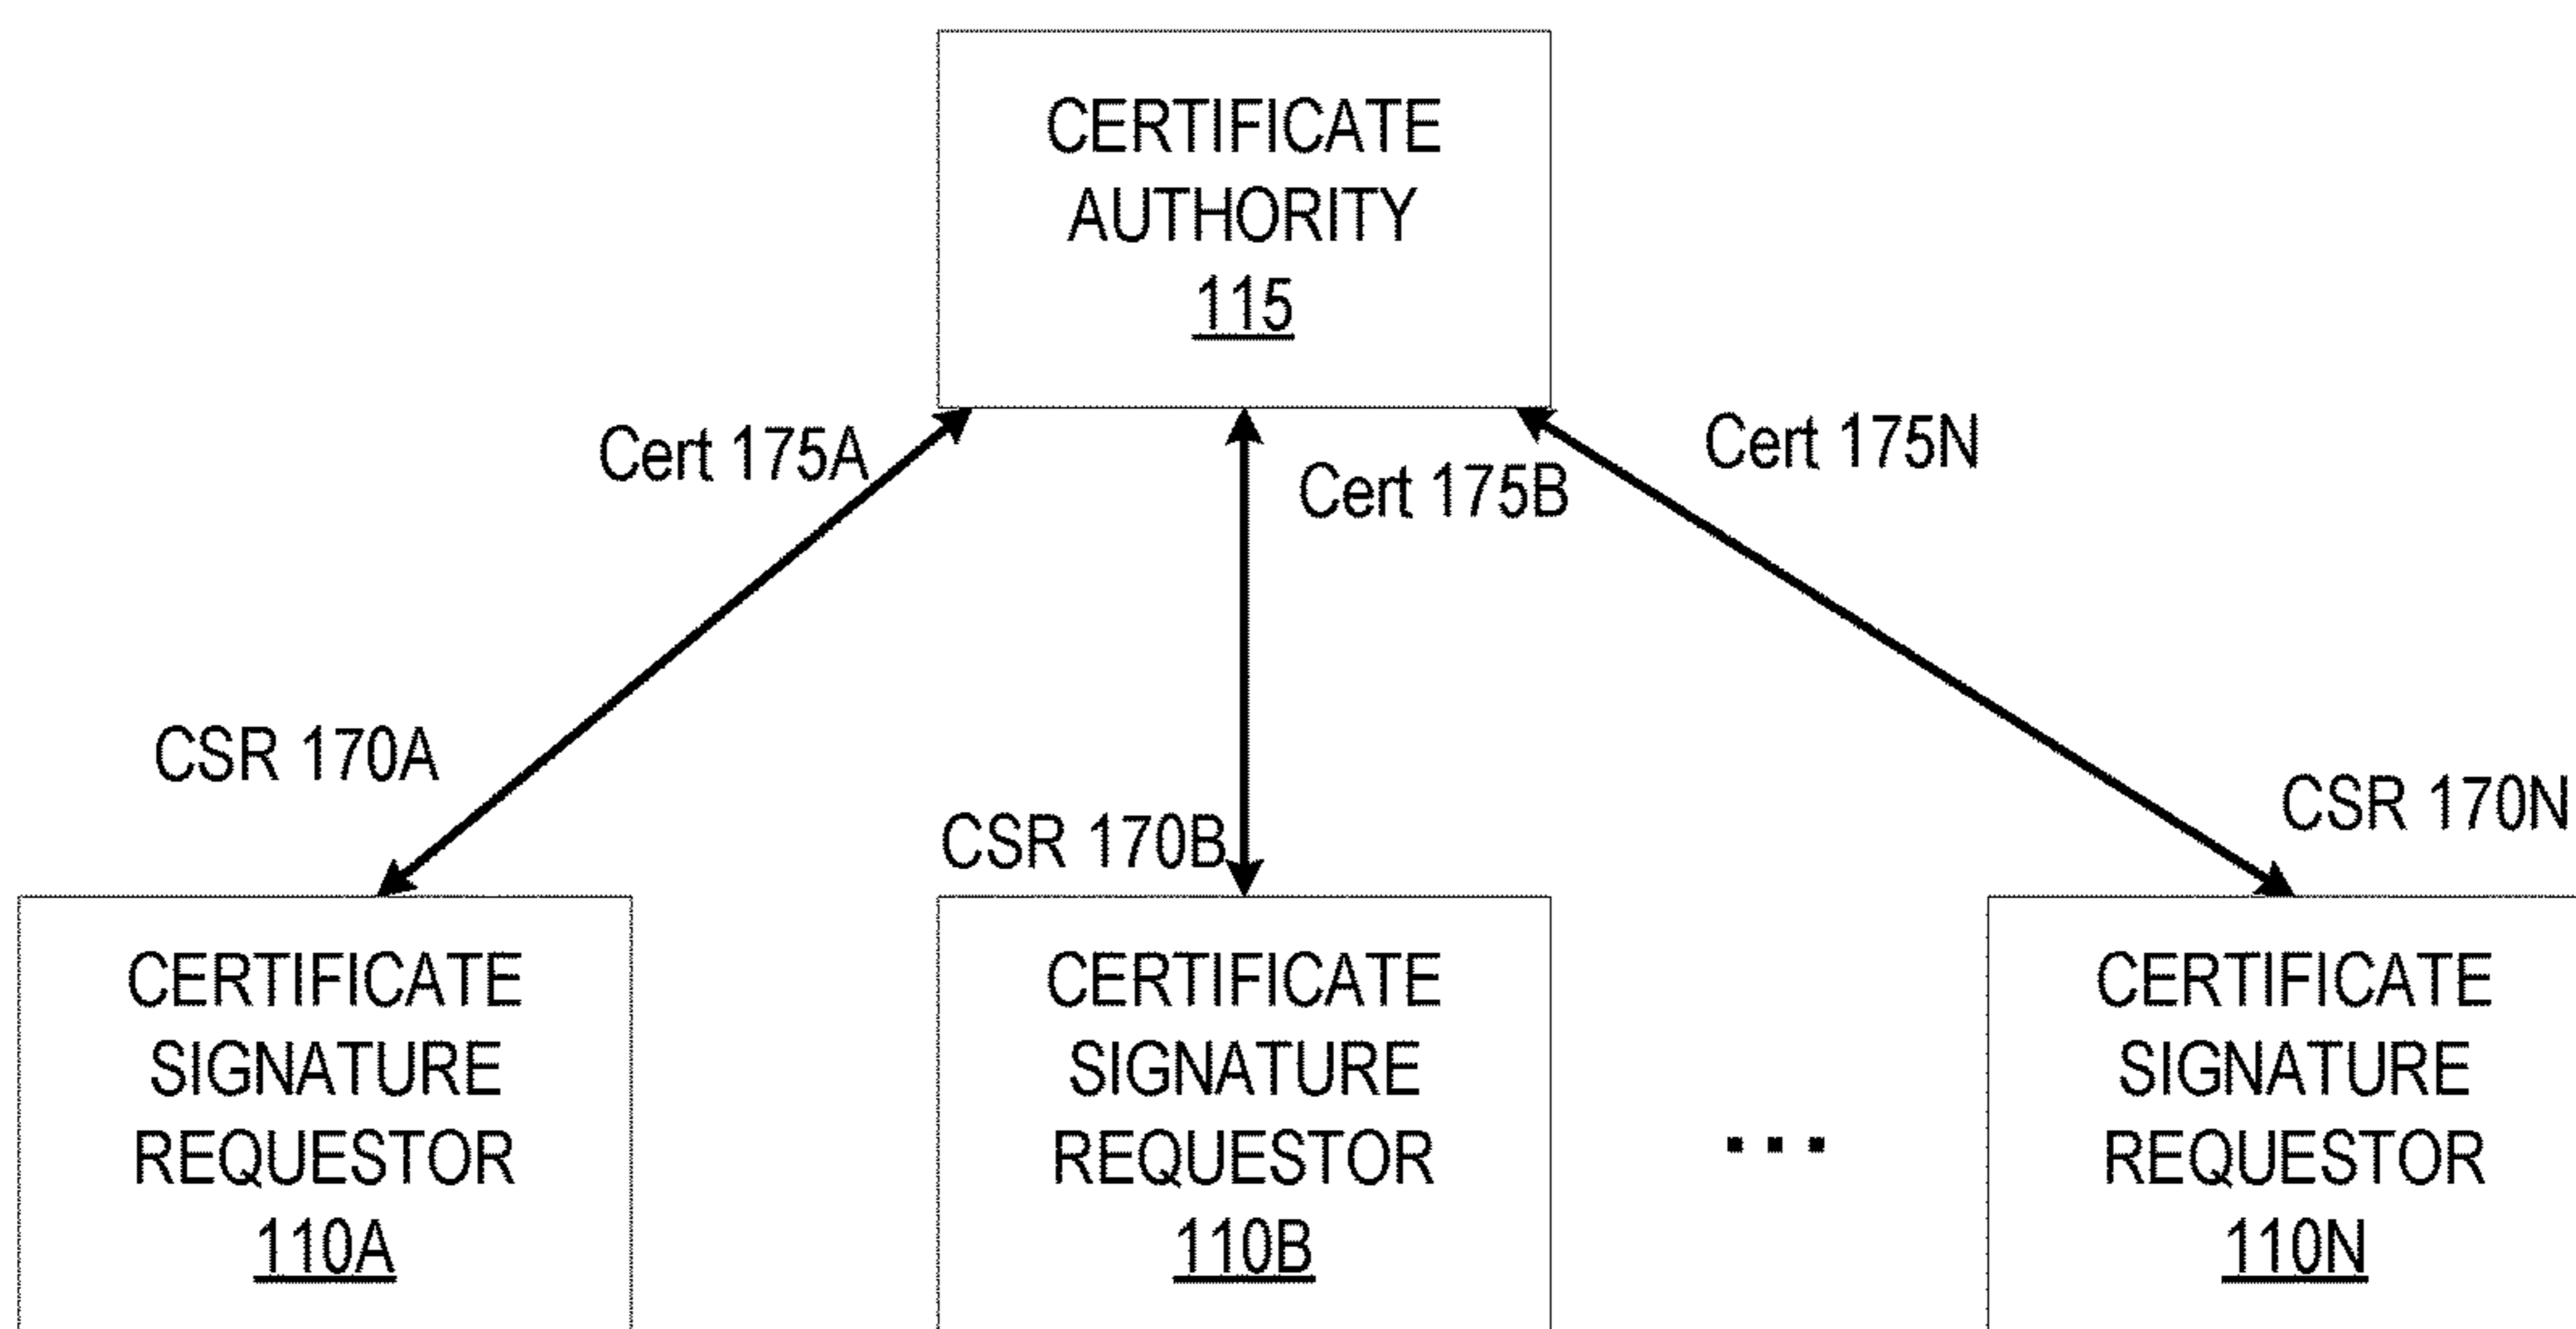 CERTIFICATE
AUTHORITY
115
Cert 175A
Cert 175B
Cert 175N
CSR 170A
CSR 170B
CSR 170N
CERTIFICATE
SIGNATURE
REQUESTOR
110A
CERTIFICATE
SIGNATURE
REQUESTOR
110B
...
CERTIFICATE
SIGNATURE
REQUESTOR
110N